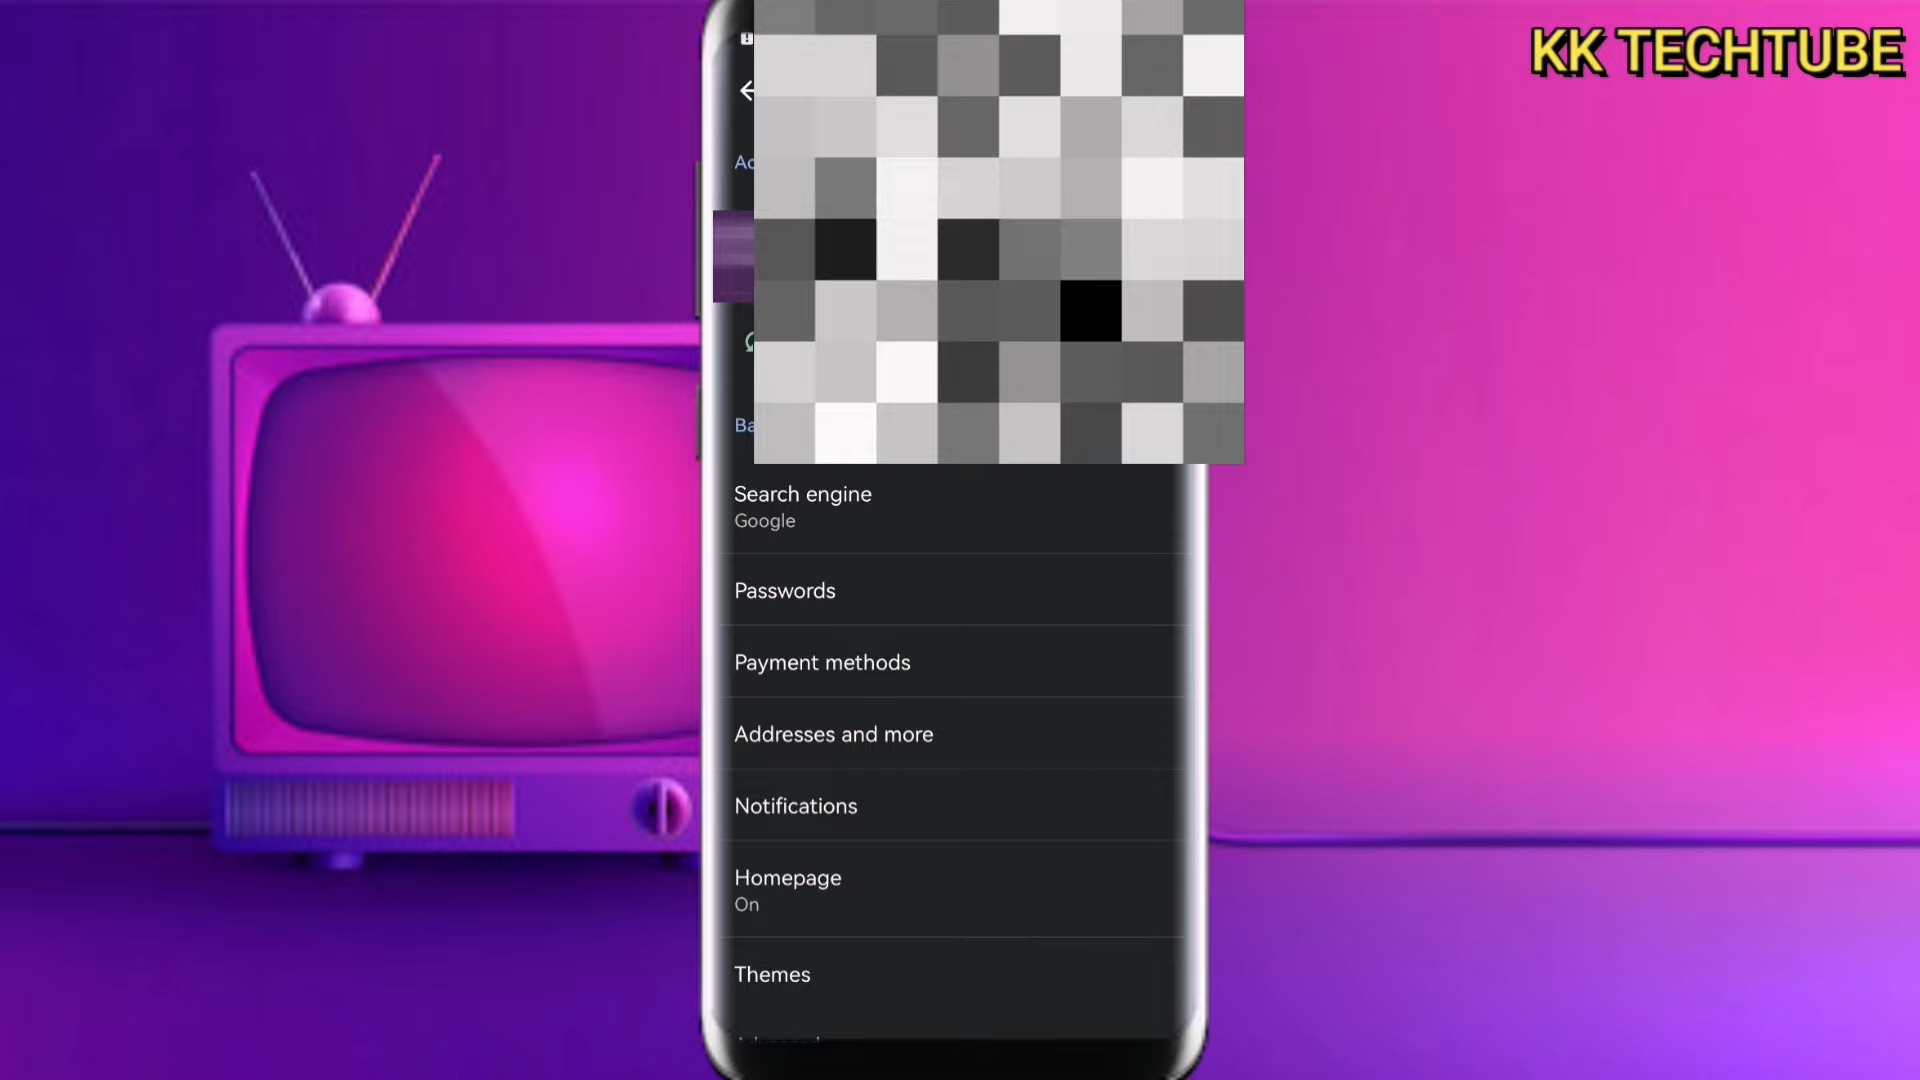 KK TECHTUBE
Search engine
Google
Passwords
Payment methods
Addresses and more
Notifications
Homepage
On
Themes